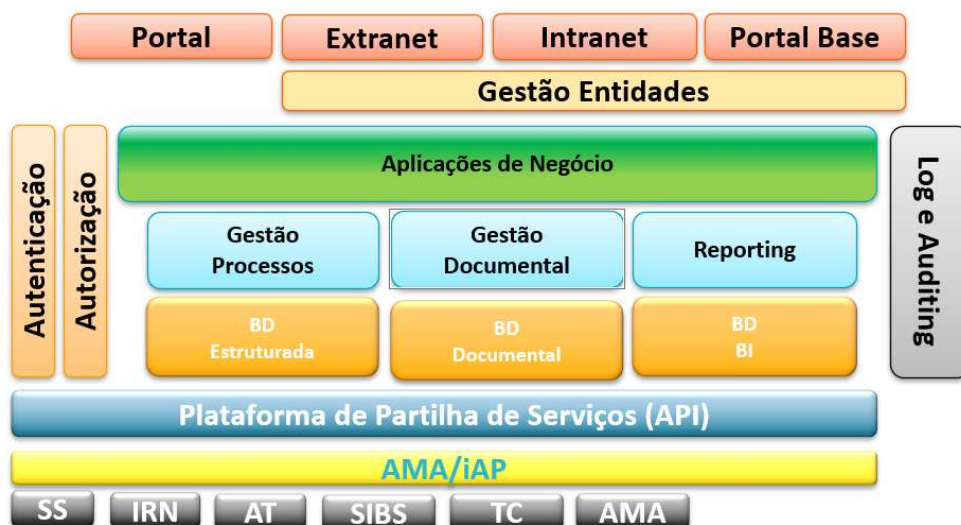 Portal
Extranet
Intranet
Portal Base
Gestão Entidades
Autenticação
Autorização
Aplicações de Negócio
Log e Auditing
Gestão
Processos
Gestão
Documental
Reporting
BD
Estruturada
BD
Documental
BD
BI
Plataforma de Partilha de Serviços (API)
AMA/iAP
SS
IRN
AT
SIBS
TC
AMA